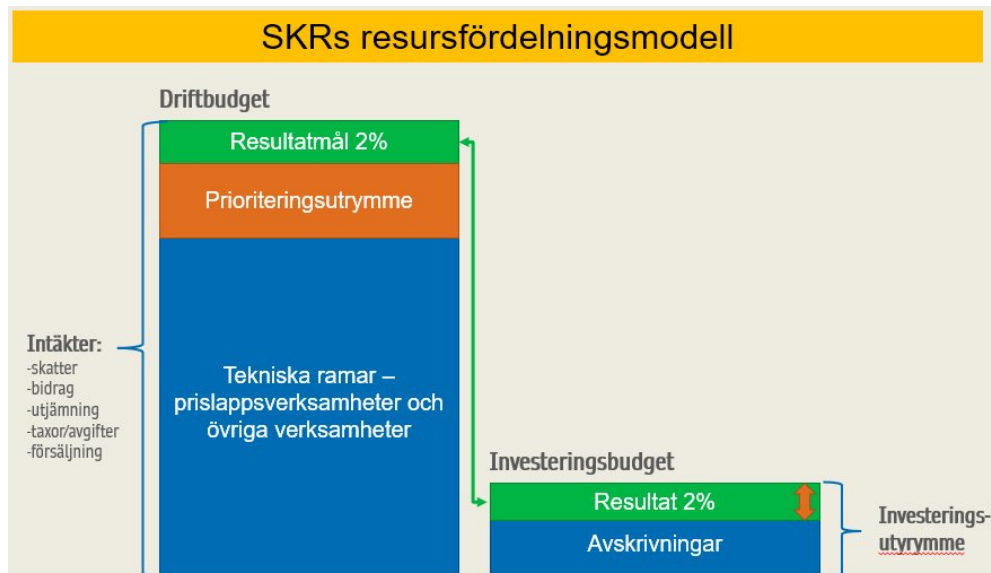 SKRs resursfördelningsmodell
Driftbudget
Resultatmål 2%
Prioriteringsutrymme
Intäkter:
-skatter
-bidrag
-utjämning
-taxor/avgifter
-försäljning
Tekniska ramar –
prislappsverksamheter och
övriga verksamheter
Investeringsbudget
Resultat 2%
Avskrivningar
Investerings-
utyrymme